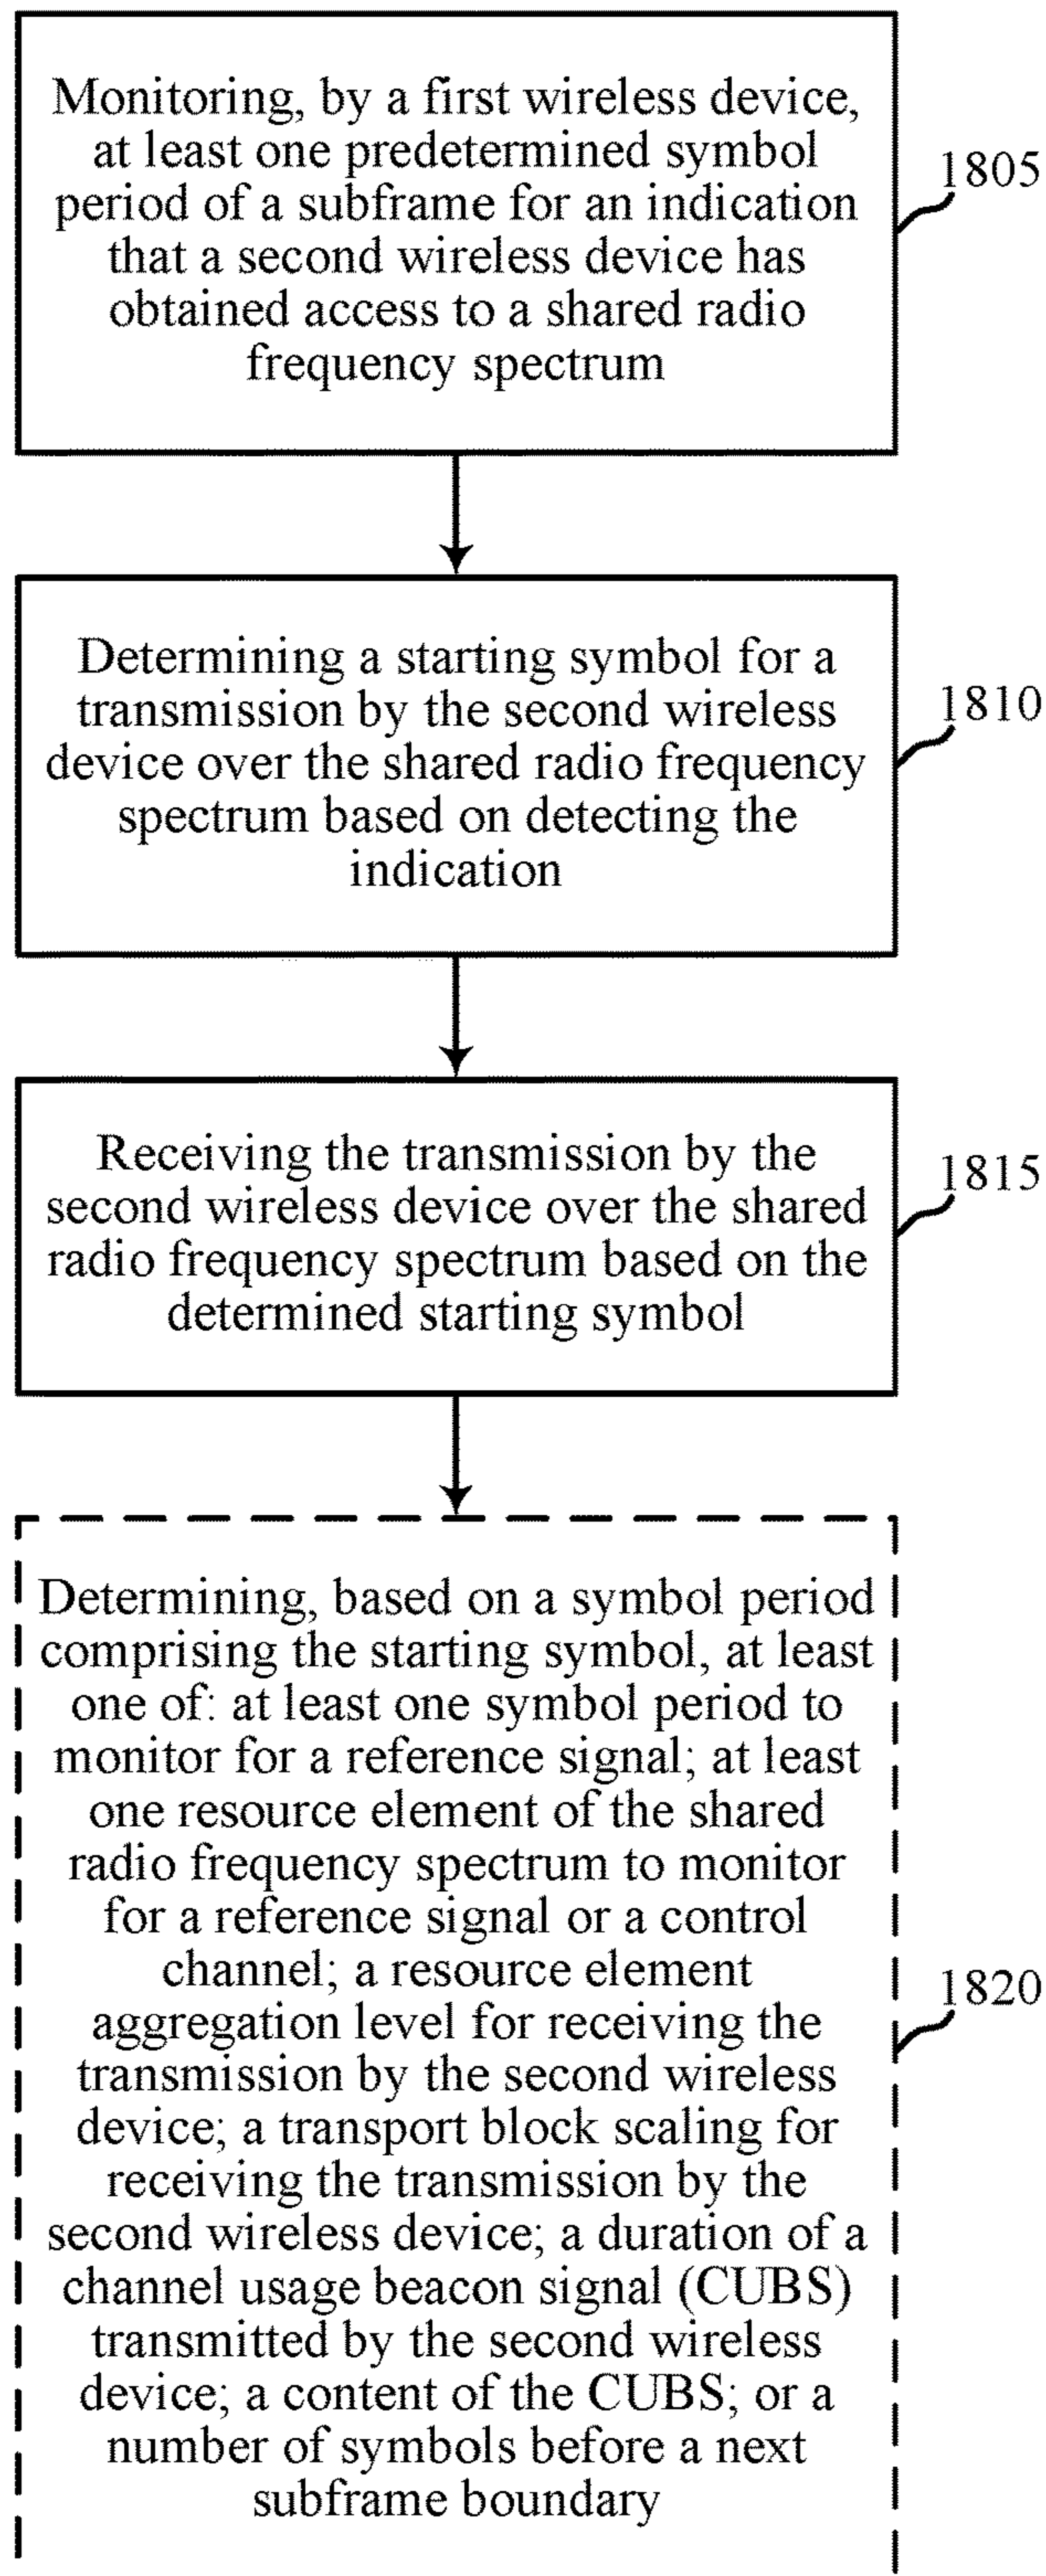 Monitoring, by a first wireless device,
at least one predetermined symbol
period of a subframe for an indication
that a second wireless device has
obtained access to a shared radio
frequency spectrum
1805
Determining a starting symbol for a
transmission by the second wireless
device over the shared radio frequency
spectrum based on detecting the
indication
1810
Receiving the transmission by the
second wireless device over the shared
radio frequency spectrum based on the
determined starting symbol
1815
Determining, based on a symbol period
comprising the starting symbol, at least
one of: at least one symbol period to
monitor for a reference signal; at least
one resource element of the shared
radio frequency spectrum to monitor
for a reference signal or a control
channel; a resource element
aggregation level for receiving the
transmission by the second wireless
device; a transport block scaling for
receiving the transmission by the
second wireless device; a duration of a
channel usage beacon signal (CUBS)
transmitted by the second wireless
device; a content of the CUBS; or a
number of symbols before a next
subframe boundary
1820